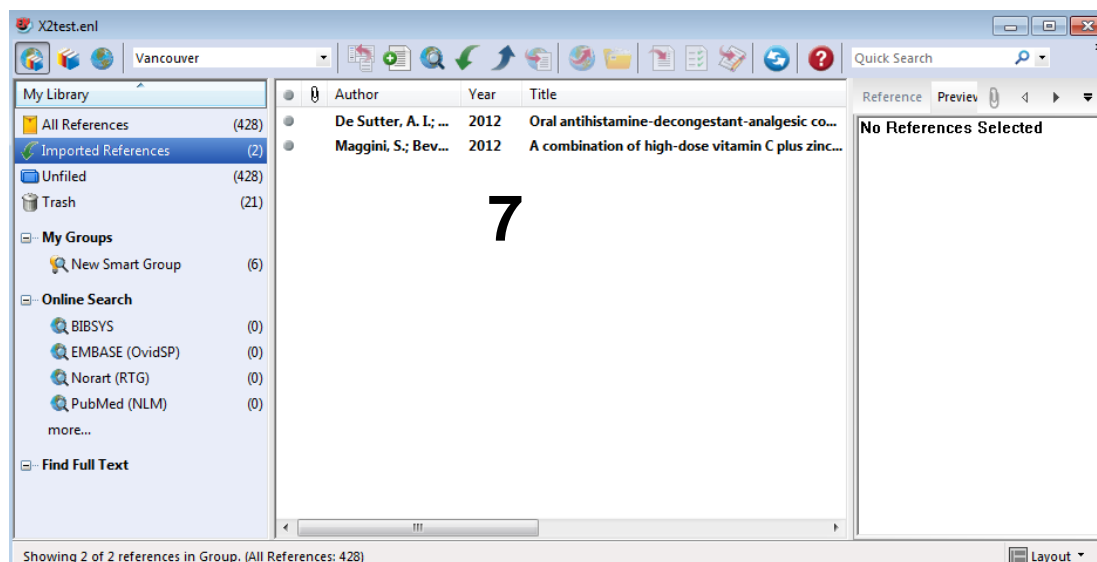 X2test.enl
Vancouver
Quick Search
My Library
All References (428)
Imported References (2)
Unfiled (428)
Trash (21)
My Groups
New Smart Group (6)
Online Search
BIBSYS (0)
EMBASE (OvidSP) (0)
Norart (RTG) (0)
PubMed (NLM) (0)
more...
Find Full Text
Author Year Title
De Sutter, A. I.; ... 2012 Oral antihistamine-decongestant-analgesic co...
Maggini, S.; Bev... 2012 A combination of high-dose vitamin C plus zinc...
7
Reference Preview
No References Selected
Showing 2 of 2 references in Group. (All References: 428)
Layout